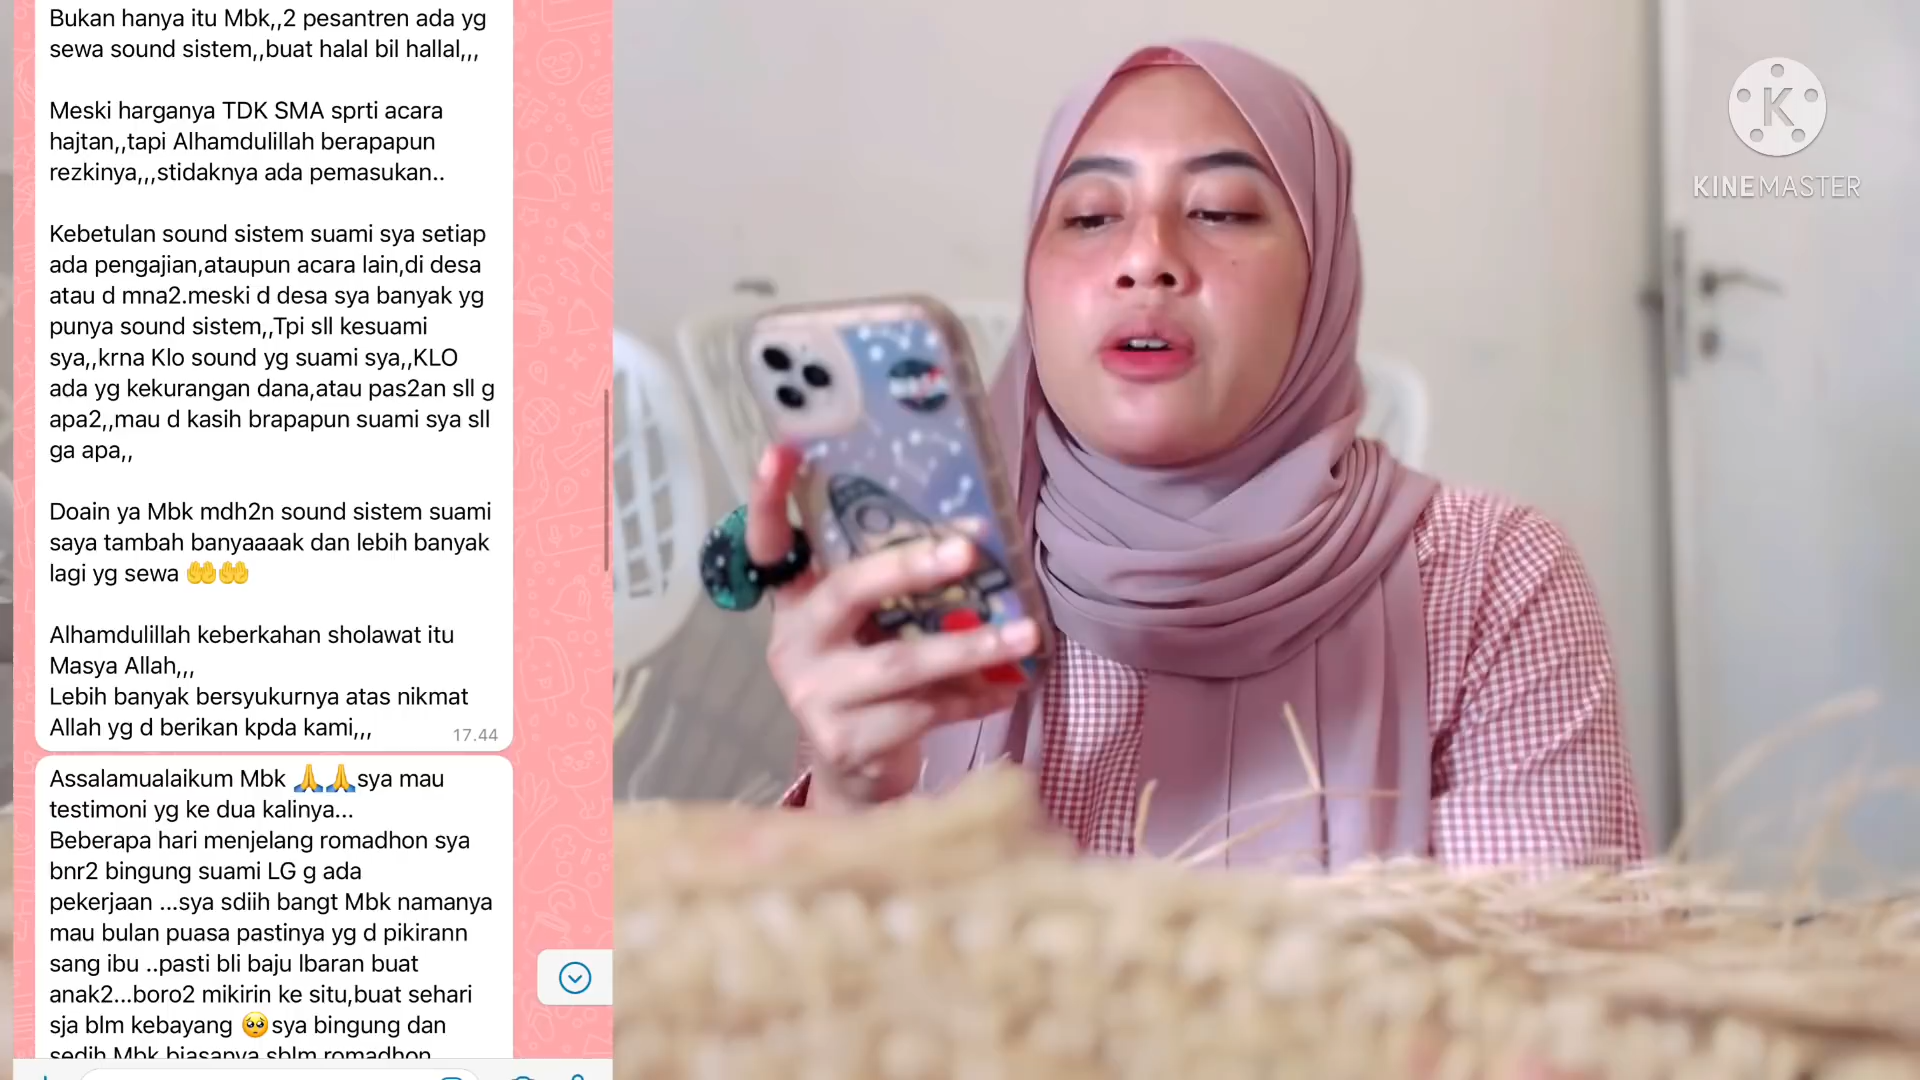 Bukan hanya itu Mbk,,2 pesantren ada yg
sewa sound sistem,,buat halal bil hallal,,,
Meski harganya TDK SMA sprti acara
hajtan,,tapi Alhamdulillah berapapun
rezkinya,,,stidaknya ada pemasukan..
Kebetulan sound sistem suami sya setiap
ada pengajian,ataupun acara lain,di desa
atau d mna2.meski d desa sya banyak yg
punya sound sistem,,Tpi sll kesuami
sya,,krna Klo sound yg suami sya,,KLO
ada yg kekurangan dana,atau pas2an sll g
apa2,,mau d kasih brapapun suami sya sll
ga apa,,
Doain ya Mbk mdh2n sound sistem suami
saya tambah banyaaaak dan lebih banyak
lagi yg sewa 🤲🤲
Alhamdulillah keberkahan sholawat itu
Masya Allah,,,
Lebih banyak bersyukurnya atas nikmat
Allah yg d berikan kpda kami,,,
17.44
Assalamualaikum Mbk 🙏🙏sya mau
testimoni yg ke dua kalinya...
Beberapa hari menjelang romadhon sya
bnr2 bingung suami LG g ada
pekerjaan ...sya sdiih bangt Mbk namanya
mau bulan puasa pastinya yg d pikirann
sang ibu ..pasti bli baju lbaran buat
anak2...boro2 mikirin ke situ,buat sehari
sja blm kebayang 🥺sya bingung dan
sedih Mbk biasanya sblm romadhon
K
KINEMASTER